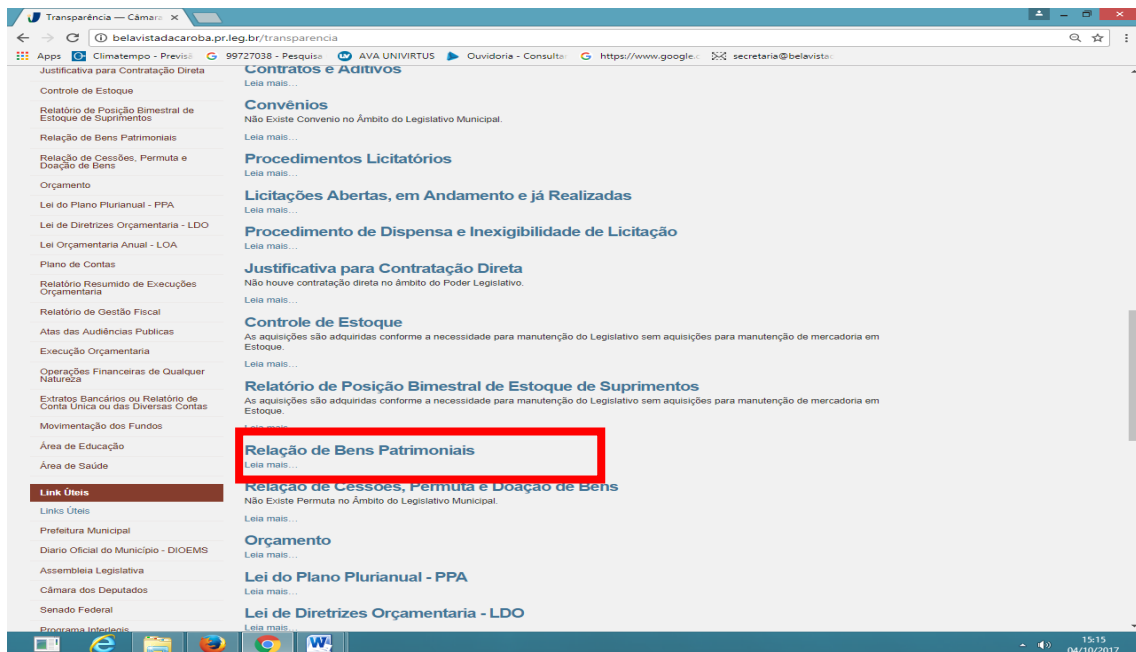 Transparência — Câmara
belavistadacaroba.pr.leg.br/transparencia
Apps Climatempo - Previsã 99727038 - Pesquisa AVA UNIVIRTUS Ouvidoria - Consulta: https://www.google.c secretaria@belavistac
Justificativa para Contratação Direta
Controle de Estoque
Relatório de Posição Bimestral de
Estoque de Suprimentos
Relação de Bens Patrimoniais
Relação de Cessões, Permuta e
Doação de Bens
Orçamento
Lei do Plano Plurianual - PPA
Lei de Diretrizes Orçamentaria - LDO
Lei Orçamentaria Anual - LOA
Plano de Contas
Relatório Resumido de Execuções
Orçamentaria
Relatório de Gestão Fiscal
Atas das Audiências Publicas
Execução Orçamentaria
Operações Financeiras de Qualquer
Natureza
Extratos Bancários ou Relatório de
Conta Única ou das Diversas Contas
Movimentação dos Fundos
Área de Educação
Área de Saúde
Link Úteis
Links Úteis
Prefeitura Municipal
Diario Oficial do Município - DIOEMS
Assembleia Legislativa
Câmara dos Deputados
Senado Federal
Programa Interlegis
Contratos e Aditivos
Leia mais...
Convênios
Não Existe Convenio no Âmbito do Legislativo Municipal.
Leia mais...
Procedimentos Licitatórios
Leia mais...
Licitações Abertas, em Andamento e já Realizadas
Leia mais...
Procedimento de Dispensa e Inexigibilidade de Licitação
Leia mais...
Justificativa para Contratação Direta
Não houve contratação direta no âmbito do Poder Legislativo.
Leia mais...
Controle de Estoque
As aquisições são adquiridas conforme a necessidade para manutenção do Legislativo sem aquisições para manutenção de mercadoria em
Estoque.
Leia mais...
Relatório de Posição Bimestral de Estoque de Suprimentos
As aquisições são adquiridas conforme a necessidade para manutenção do Legislativo sem aquisições para manutenção de mercadoria em
Estoque.
Leia mais...
Relação de Bens Patrimoniais
Leia mais...
Relação de Cessões, Permuta e Doação de Bens
Não Existe Permuta no Âmbito do Legislativo Municipal.
Leia mais...
Orçamento
Leia mais...
Lei do Plano Plurianual - PPA
Leia mais...
Lei de Diretrizes Orçamentaria - LDO
Leia mais...
15:15
04/10/2017